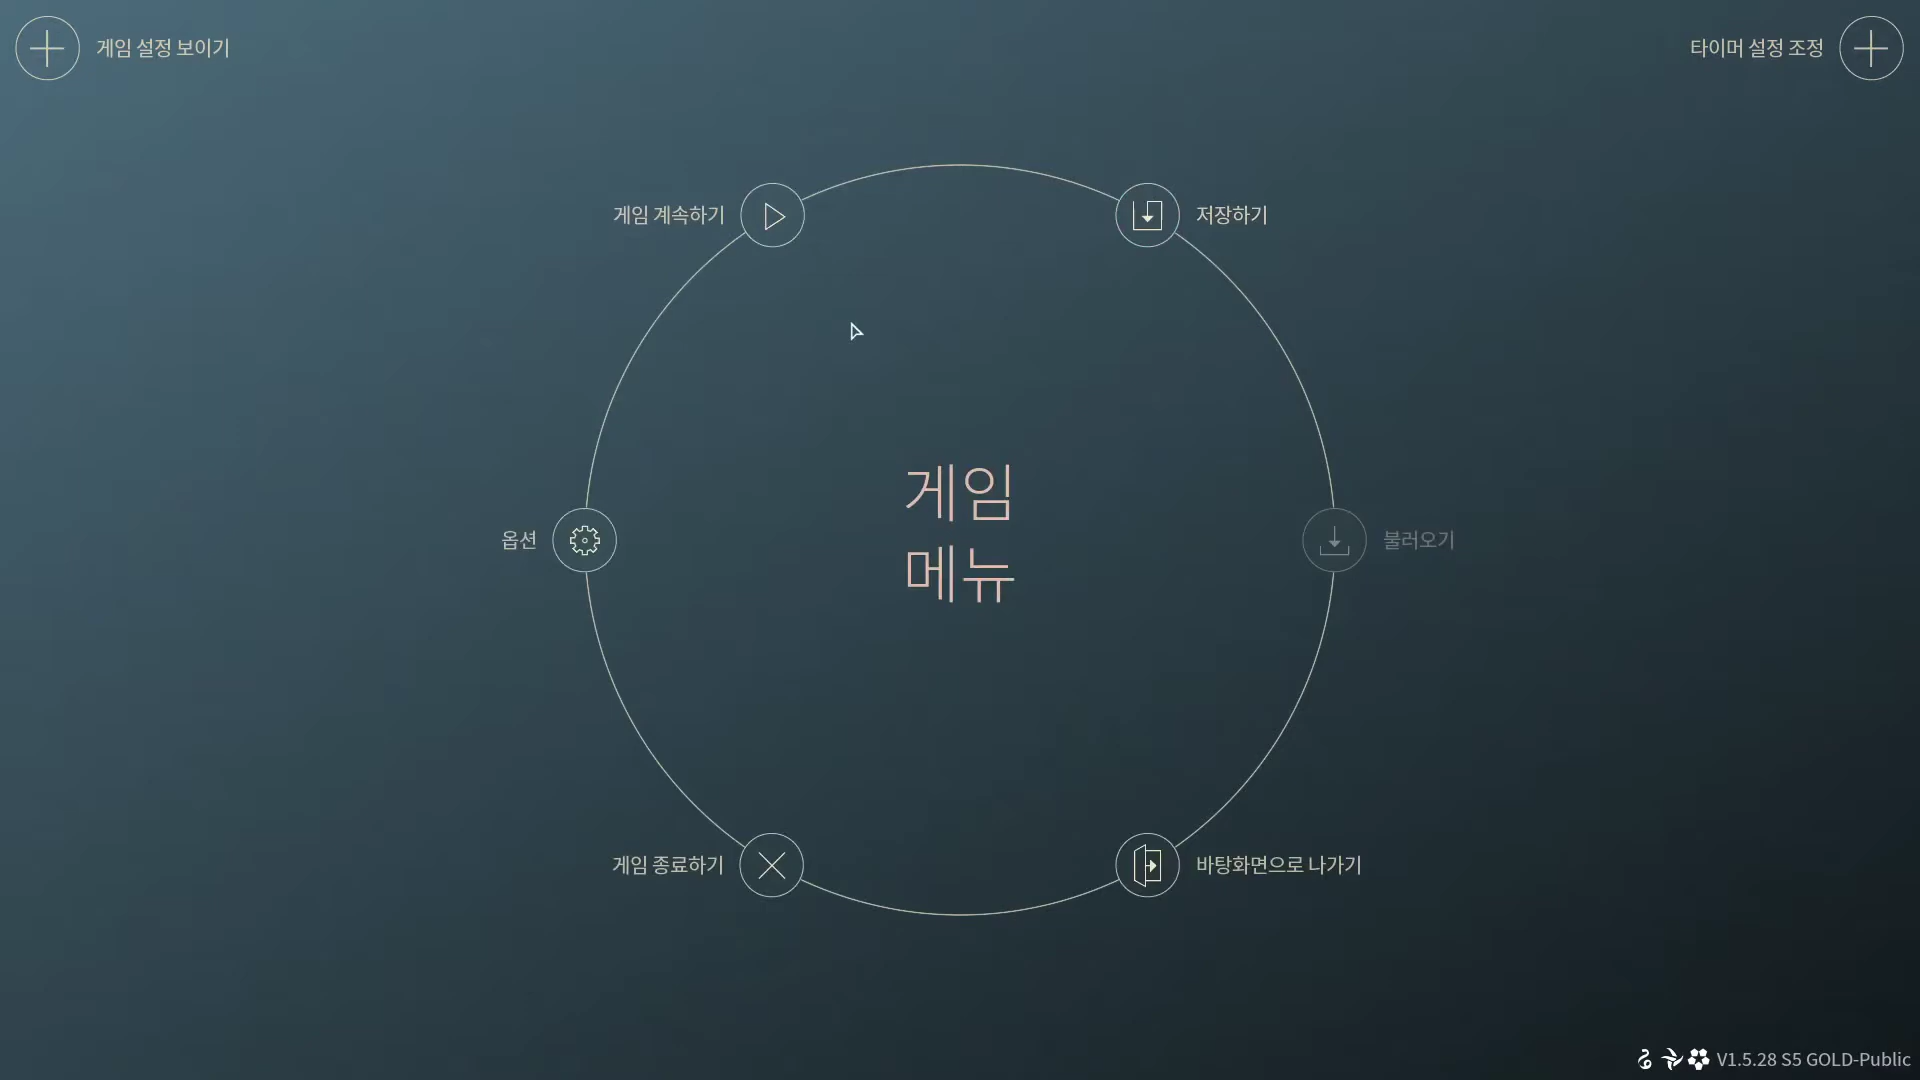 게임 설정 보이기
타이머 설정 조정
게임 계속하기
저장하기
게임
메뉴
옵션
불러오기
게임 종료하기
바탕화면으로 나가기
V1.5.28 S5 GOLD-Public